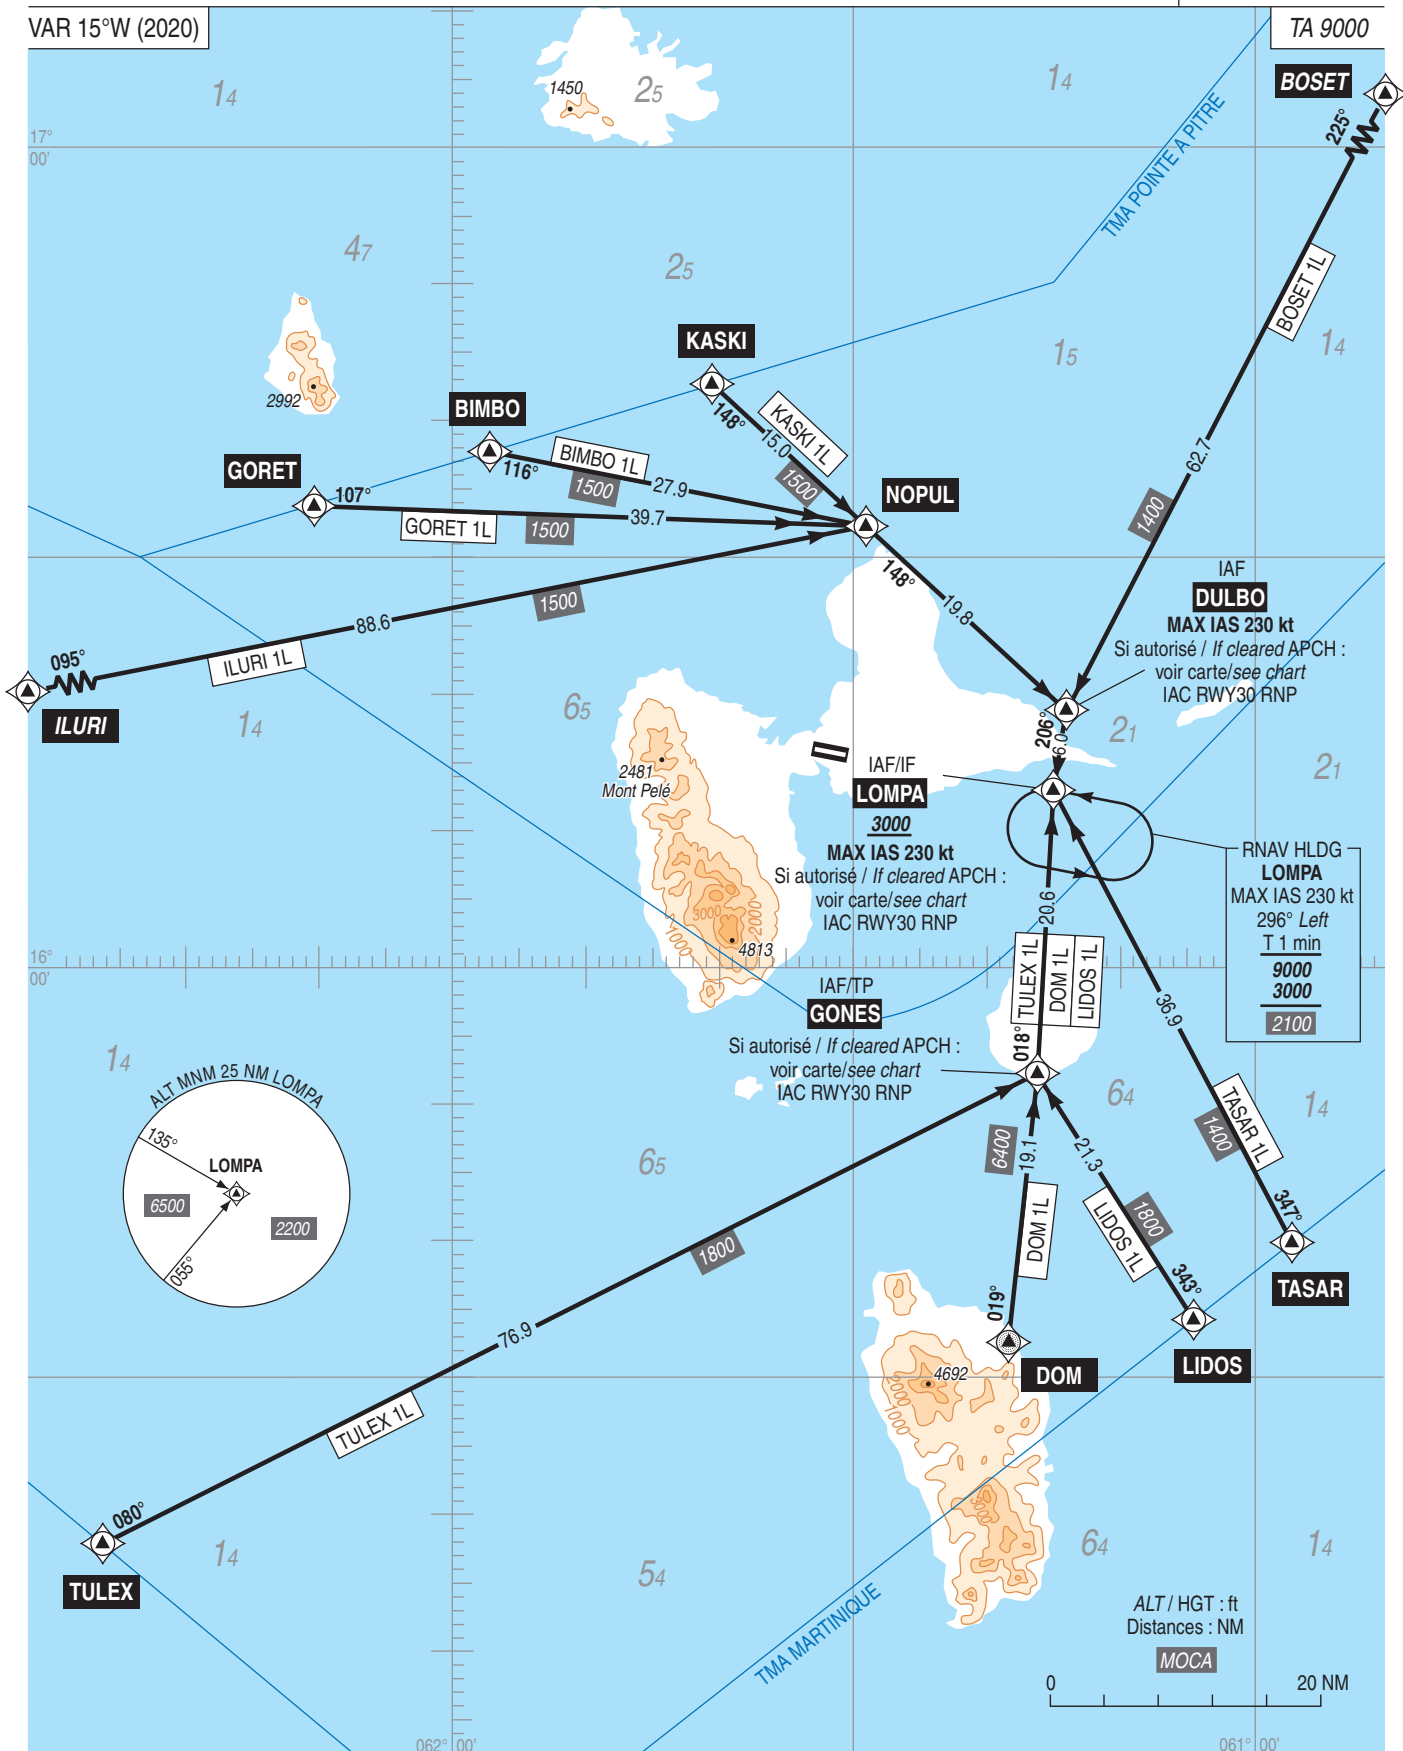 VAR 15°W (2020)
TA 9000
BOSET
225°
14
1450
25
14
17°
00'
TMA POINTE A PITRE
47
25
BOSET 1L
KASKI
15
14
2992
BIMBO
148°
15.0
KASKI 1L
1500
62.7
GORET
BIMBO 1L
116°
1500
27.9
107°
NOPUL
GORET 1L
1500
39.7
1400
148°
IAF
DULBO
MAX IAS 230 kt
Si autorisé / If cleared APCH :
voir carte/see chart
IAC RWY30 RNP
1500
19.8
88.6
095°
ILURI 1L
ILURI
14
65
206°
6.0
21
21
2481
Mont Pelé
IAF/IF
LOMPA
3000
MAX IAS 230 kt
Si autorisé / If cleared APCH :
voir carte/see chart
IAC RWY30 RNP
RNAV HLDG
LOMPA
MAX IAS 230 kt
296° Left
T 1 min
9000
3000
2100
3000
2000
1000
4813
20.6
16°
00'
TULEX 1L
DOM 1L
LIDOS 1L
36.9
IAF/TP
GONES
Si autorisé / If cleared APCH :
voir carte/see chart
IAC RWY30 RNP
018°
14
ALT MNM 25 NM LOMPA
135°
LOMPA
6500
2200
055°
64
14
TASAR 1L
1400
65
6400
19.1
21.3
1800
LIDOS 1L
DOM 1L
347°
TASAR
1800
343°
019°
LIDOS
DOM
76.9
4692
2000
1000
TULEX 1L
3000
080°
TULEX
14
54
64
14
TMA MARTINIQUE
ALT / HGT : ft
Distances : NM
MOCA
0
20 NM
062° 00'
061° 00'